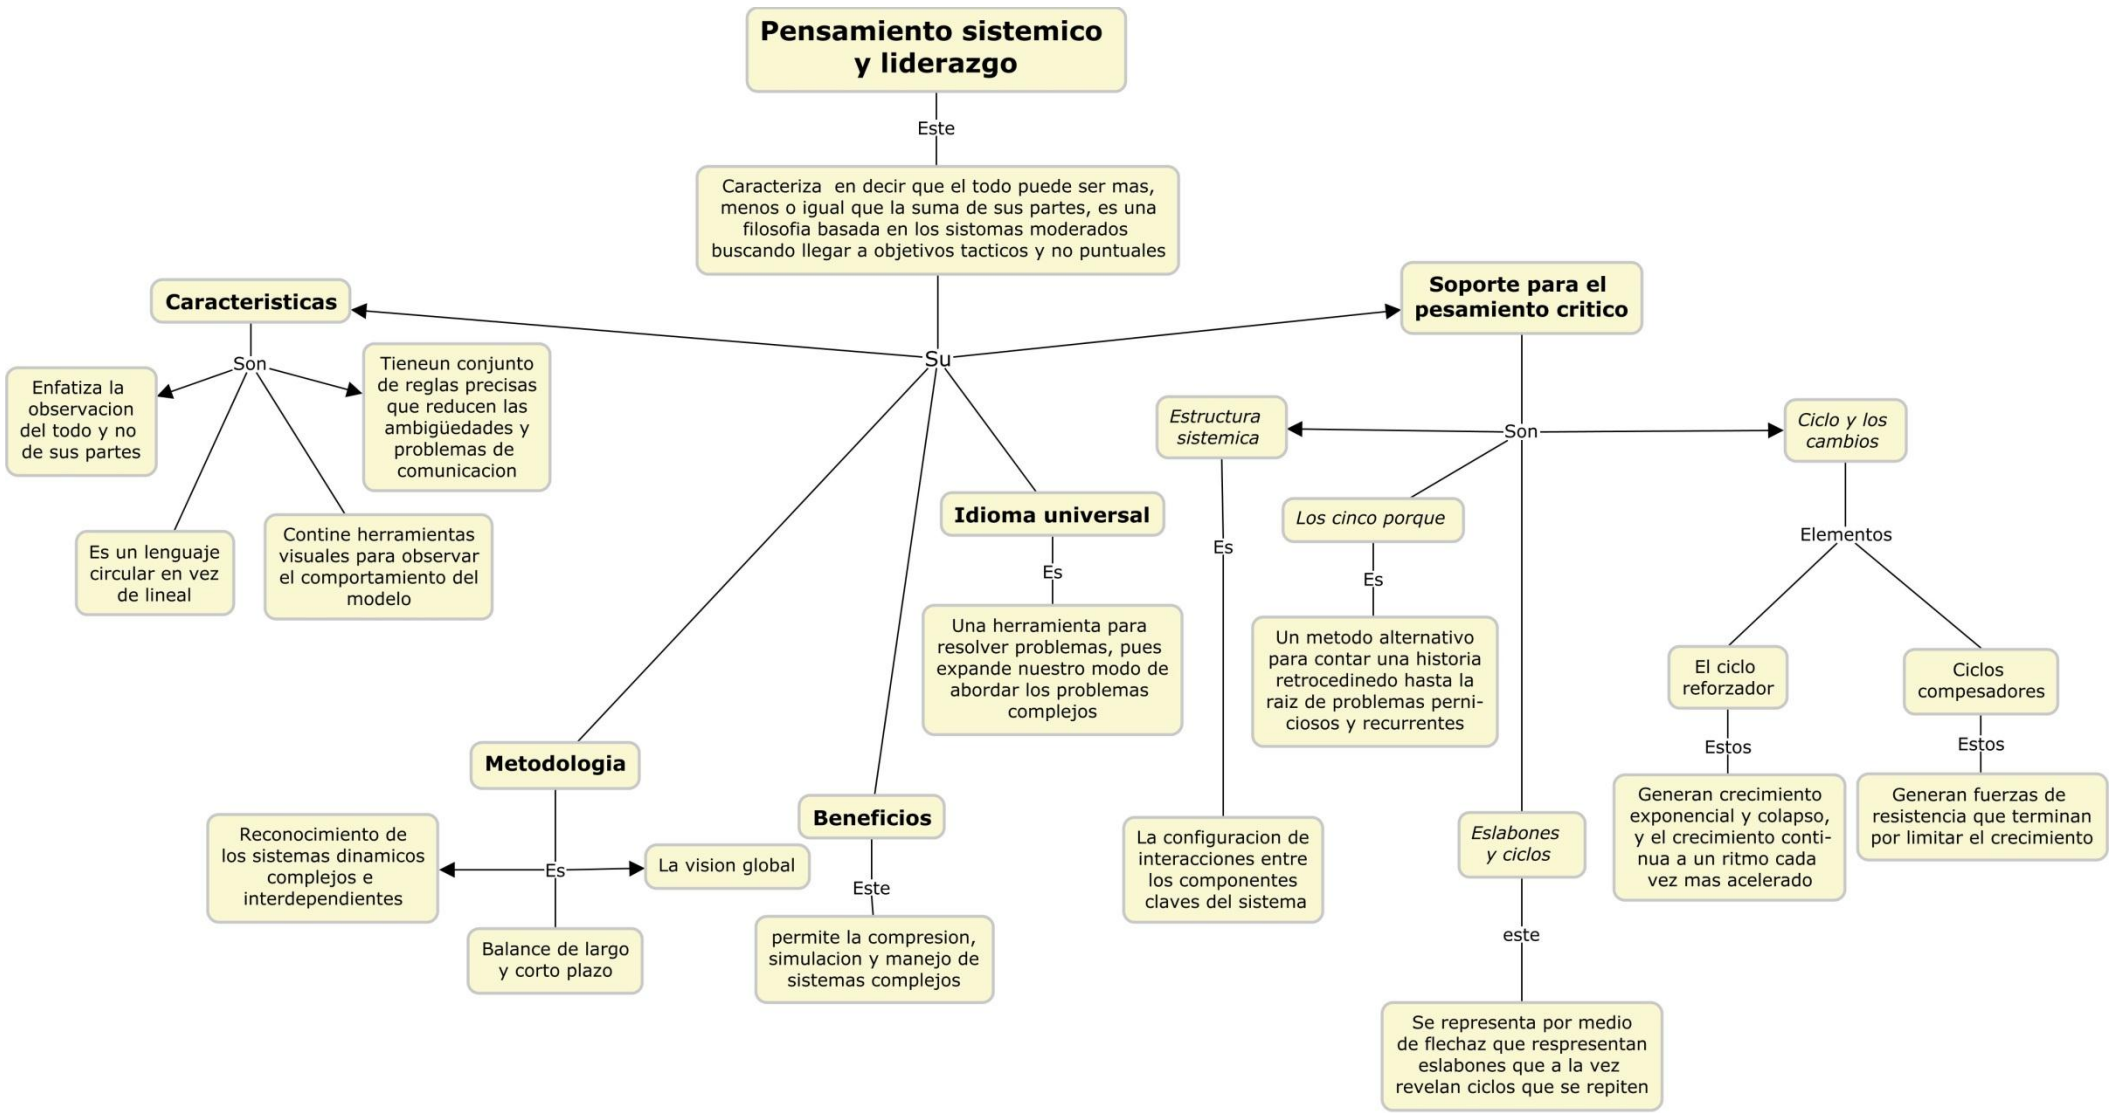 Pensamiento sistemico
y liderazgo
Este
Caracteriza en decir que el todo puede ser mas,
menos o igual que la suma de sus partes, es una
filosofia basada en los sistomas moderados
buscando llegar a objetivos tacticos y no puntuales
Su
Caracteristicas
Son
Enfatiza la
observacion
del todo y no
de sus partes
Es un lenguaje
circular en vez
de lineal
Contine herramientas
visuales para observar
el comportamiento del
modelo
Tieneun conjunto
de reglas precisas
que reducen las
ambigüedades y
problemas de
comunicacion
Metodologia
Es
Reconocimiento de
los sistemas dinamicos
complejos e
interdependientes
Balance de largo
y corto plazo
La vision global
Beneficios
Este
permite la compresion,
simulacion y manejo de
sistemas complejos
Idioma universal
Es
Una herramienta para
resolver problemas, pues
expande nuestro modo de
abordar los problemas
complejos
Soporte para el
pesamiento critico
Son
Estructura
sistemica
Es
La configuracion de
interacciones entre
los componentes
claves del sistema
Los cinco porque
Es
Un metodo alternativo
para contar una historia
retrocedinedo hasta la
raiz de problemas perni-
ciosos y recurrentes
Eslabones
y ciclos
este
Se representa por medio
de flechaz que respresentan
eslabones que a la vez
revelan ciclos que se repiten
Ciclo y los
cambios
Elementos
El ciclo
reforzador
Estos
Generan crecimiento
exponencial y colapso,
y el crecimiento conti-
nua a un ritmo cada
vez mas acelerado
Ciclos
compesadores
Estos
Generan fuerzas de
resistencia que terminan
por limitar el crecimiento